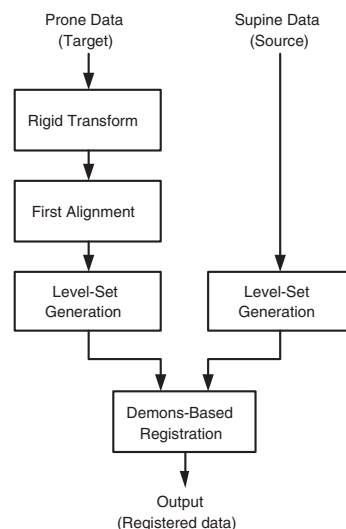 Prone Data
(Target)
Supine Data
(Source)
Rigid Transform
First Alignment
Level-Set
Generation
Level-Set
Generation
Demons-Based
Registration
Output
(Registered data)